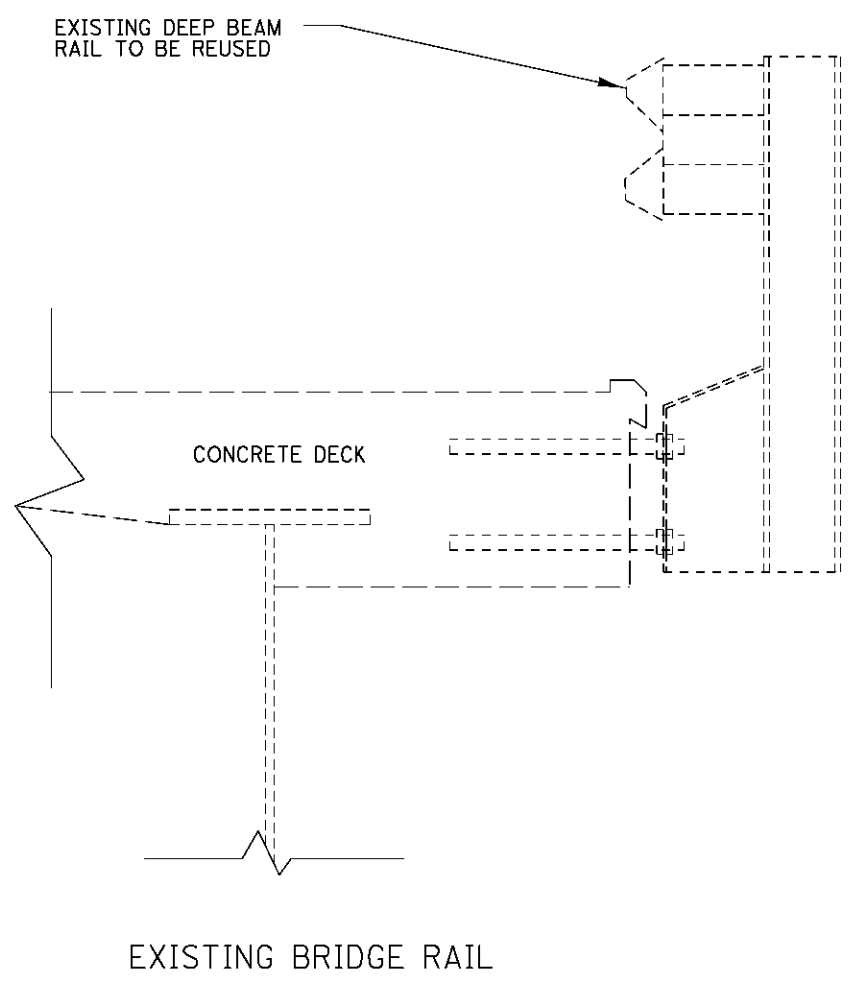 EXISTING DEEP BEAM
RAIL TO BE REUSED
CONCRETE DECK
EXISTING BRIDGE RAIL